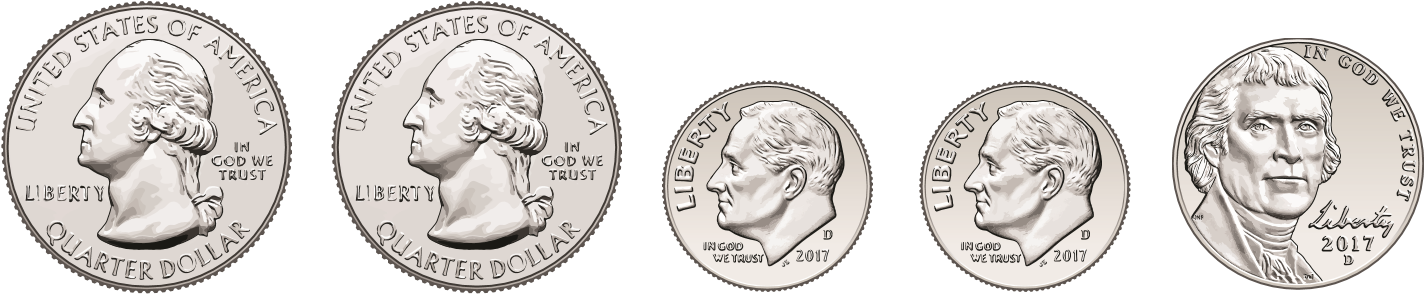 UNITED STATES OF AMERICA
IN
GOD WE
TRUST
LIBERTY
QUARTER DOLLAR
UNITED STATES OF AMERICA
IN
GOD WE
TRUST
LIBERTY
QUARTER DOLLAR
LIBERTY
IN GOD
WE TRUST
D
2017
LIBERTY
IN GOD
WE TRUST
D
2017
IN GOD WE TRUST
Liberty
2017
D